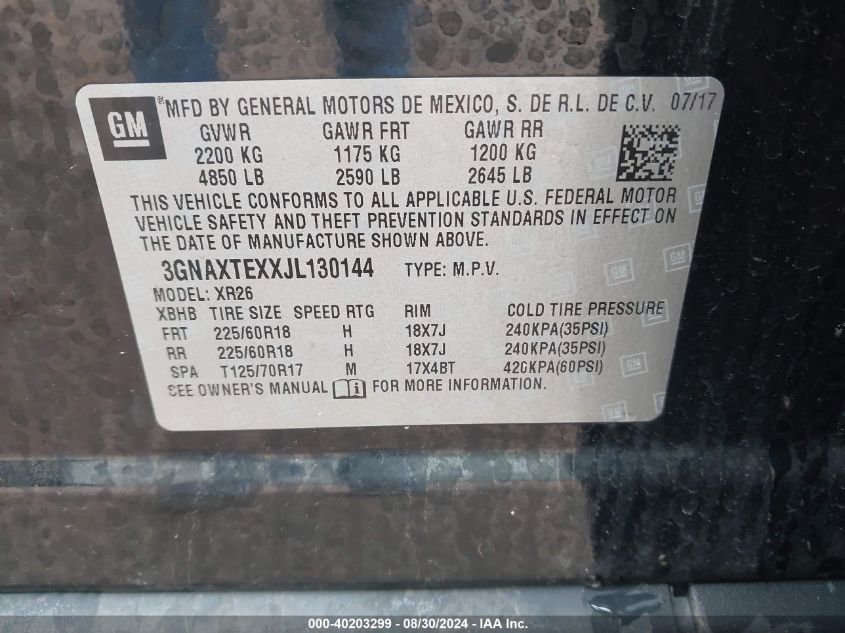 GM ® MFD BY GENERAL MOTORS DE MEXICO, S. DE R.L. DE C.V. 07/17
GVWR GAWR FRT GAWR RR
2200 KG 1175 KG 1200 KG
4850 LB 2590 LB 2645 LB
THIS VEHICLE CONFORMS TO ALL APPLICABLE U.S. FEDERAL MOTOR
VEHICLE SAFETY AND THEFT PREVENTION STANDARDS IN EFFECT ON
THE DATE OF MANUFACTURE SHOWN ABOVE.
3GNAXTEXXJL130144 TYPE: M.P.V.
MODEL: XR26
XBHB TIRE SIZE SPEED RTG RIM COLD TIRE PRESSURE
FRT 225/60R18 H 18X7J 240KPA(35PSI)
RR 225/60R18 H 18X7J 240KPA(35PSI)
SPA T125/70R17 M 17X4BT 420KPA(60PSI)
SEE OWNER'S MANUAL i FOR MORE INFORMATION.
000-40203299 - 08/30/2024 - IAA Inc.